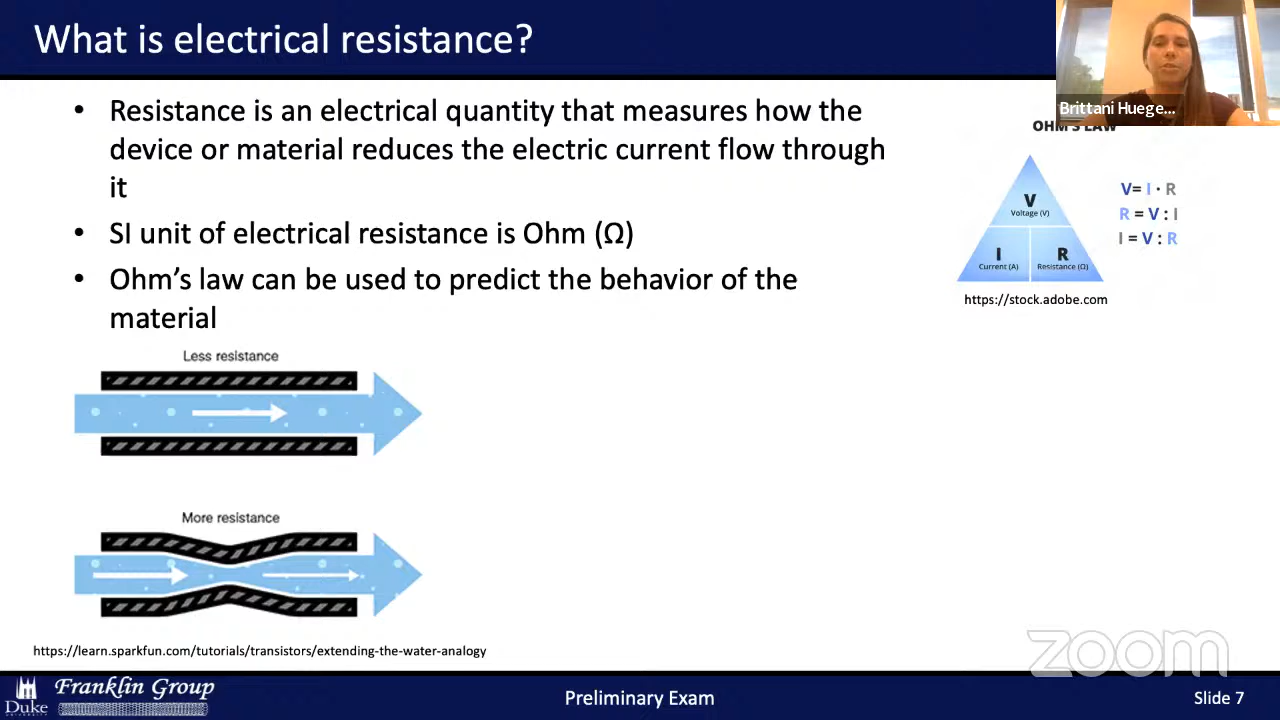 What is electrical resistance?
Brittani Huege...
• Resistance is an electrical quantity that measures how the
device or material reduces the electric current flow through
it
• SI unit of electrical resistance is Ohm (Ω)
• Ohm’s law can be used to predict the behavior of the
material
OHM'S LAW
V
Voltage (V)
I
Current (A)
R
Resistance (Ω)
V= I · R
R = V : I
I = V : R
https://stock.adobe.com
Less resistance
More resistance
https://learn.sparkfun.com/tutorials/transistors/extending-the-water-analogy
zoom
Duke
Franklin Group
Preliminary Exam
Slide 7